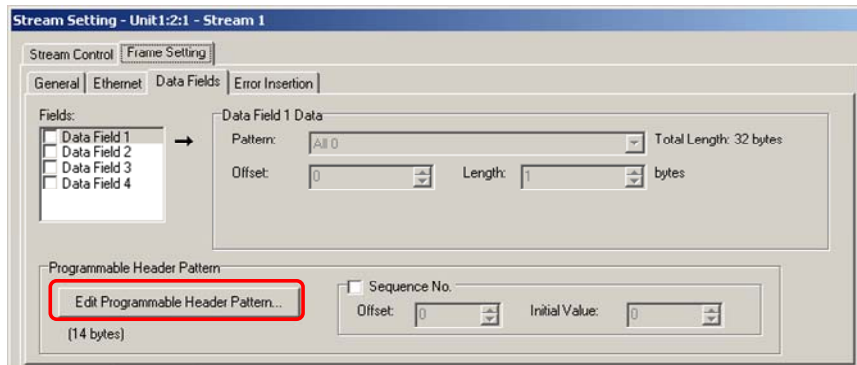 Stream Setting - Unit1:2:1 - Stream 1
Stream Control Frame Setting
General Ethernet Data Fields Error Insertion
Fields:
Data Field 1
Data Field 2
Data Field 3
Data Field 4
Data Field 1 Data
Pattern: All 0 Total Length: 32 bytes
Offset: 0 Length: 1 bytes
Programmable Header Pattern
Edit Programmable Header Pattern...
(14 bytes)
Sequence No.
Offset: 0 Initial Value: 0